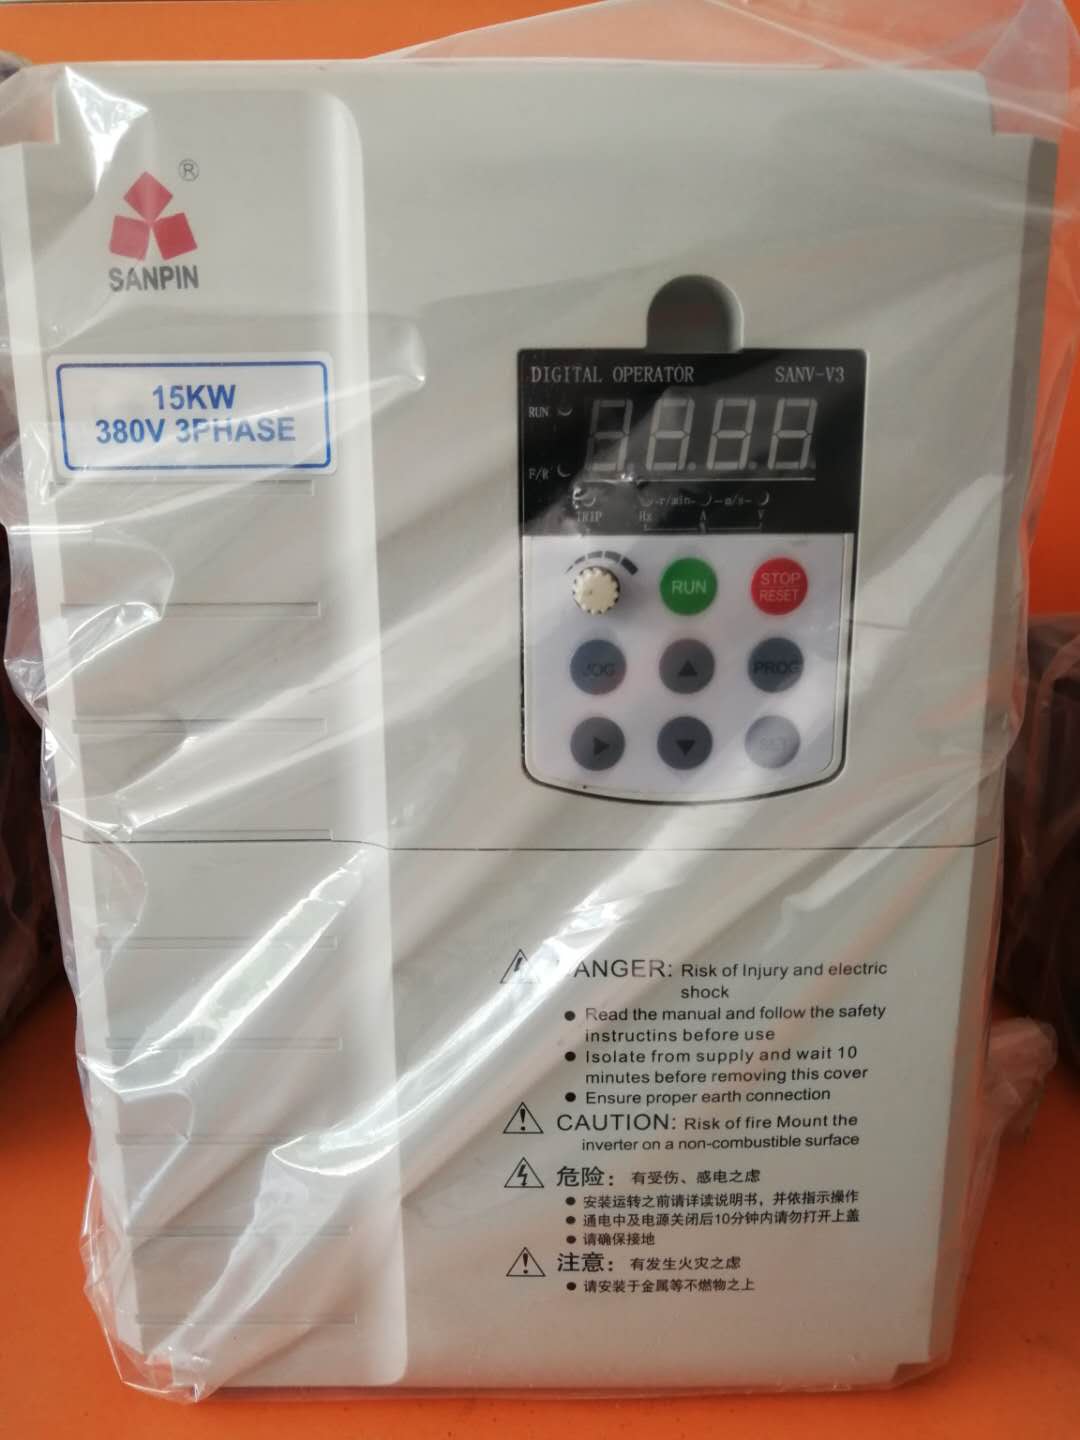 ®
SANPIN
15KW
380V 3PHASE
DIGITAL OPERATOR SANV-V3
RUN
F/R
TRIP
r/min m/s
Hz A V
RUN
STOP
RESET
JOG
PROG
SET
ANGER: Risk of Injury and electric
shock
● Read the manual and follow the safety
instructins before use
● Isolate from supply and wait 10
minutes before removing this cover
● Ensure proper earth connection
CAUTION: Risk of fire Mount the
inverter on a non-combustible surface
危险: 有受伤、感电之虑
● 安装运转之前请详读说明书，并依指示操作
● 通电中及电源关闭后10分钟内请勿打开上盖
● 请确保接地
注意: 有发生火灾之虑
● 请安装于金属等不燃物之上